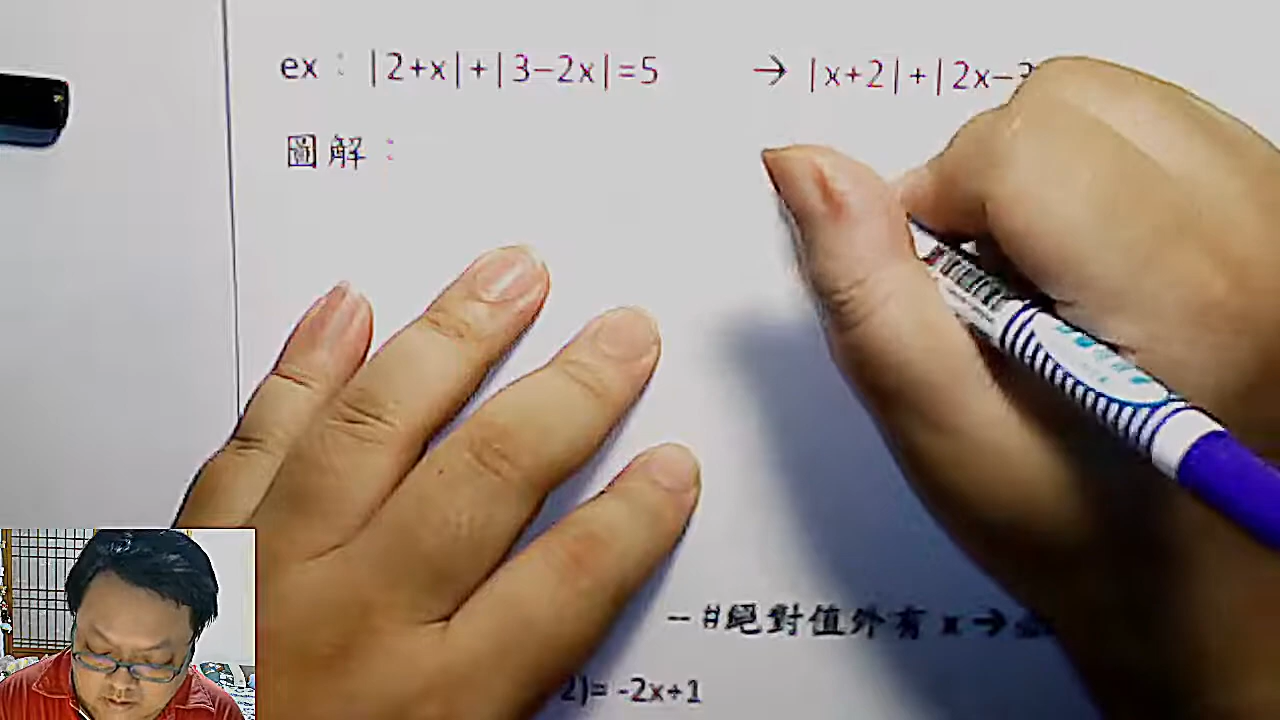 ex：|2+x|+|3−2x|=5 → |x+2|+|2x−
圖解：
絕對值外有 x →
2)= -2x+1